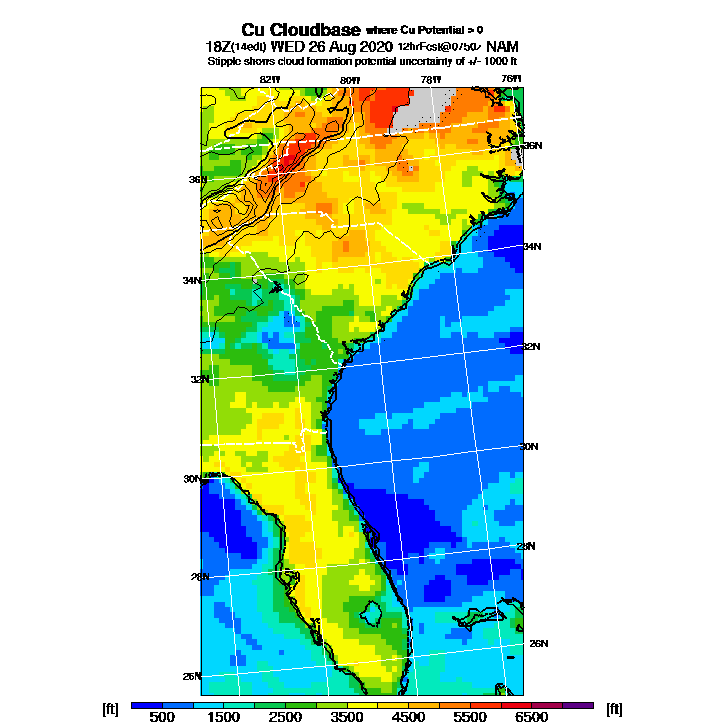 Cu Cloudbase where Cu Potential > 0
18Z(14edt) WED 26 Aug 2020 12hrFcst@0750z NAM
Stipple shows cloud formation potential uncertainty of +/- 1000 ft
82W 80W 78W 76W
36N
36N
34N
34N
32N
32N
30N
30N
28N
28N
26N
26N
[ft] 500 1500 2500 3500 4500 5500 6500 [ft]